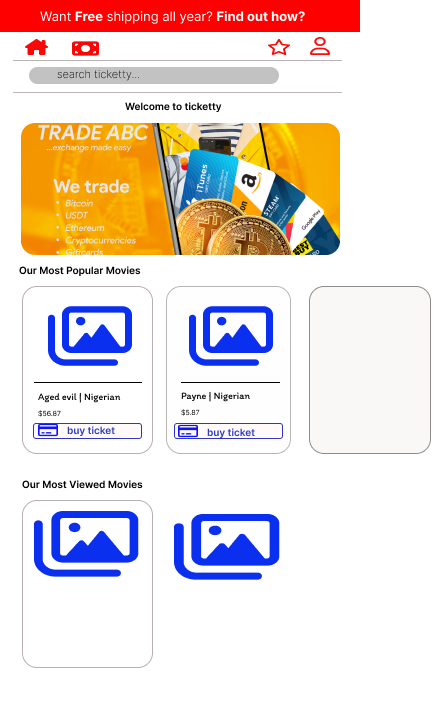 Want Free shipping all year? Find out how?
search ticketty...
Welcome to ticketty
TRADE ABC
...exchange made easy
We trade
• Bitcoin
• USDT
• Ethereum
• Cryptocurrencies
• Giftcards
iTunes
a
amazon
STEAM
Google Play
BUY
Our Most Popular Movies
Aged evil | Nigerian
$56.87
buy ticket
Payne | Nigerian
$5.87
buy ticket
Our Most Viewed Movies